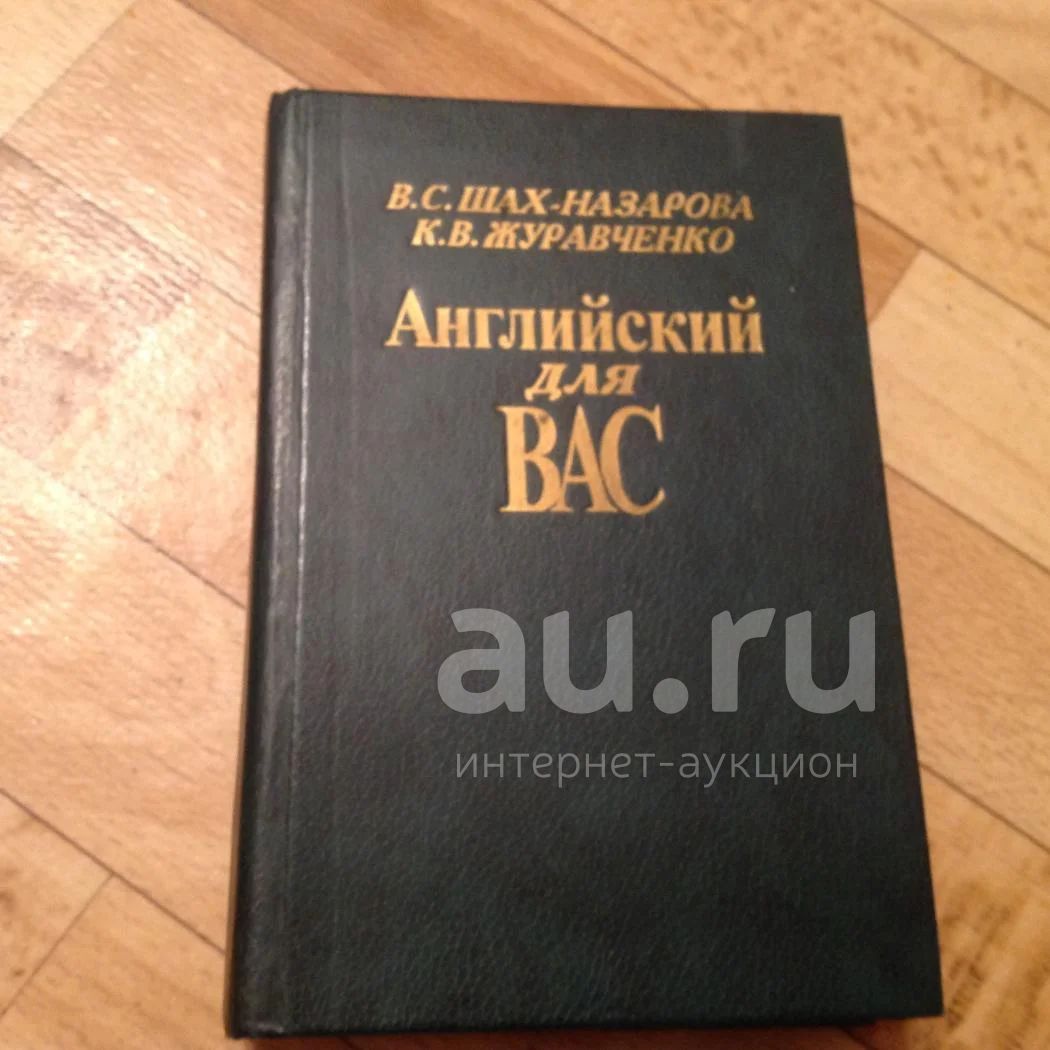 В.С. ШАХ-НАЗАРОВА
К.В. ЖУРАВЧЕНКО
Английский
для
ВАС
au.ru
интернет-аукцион